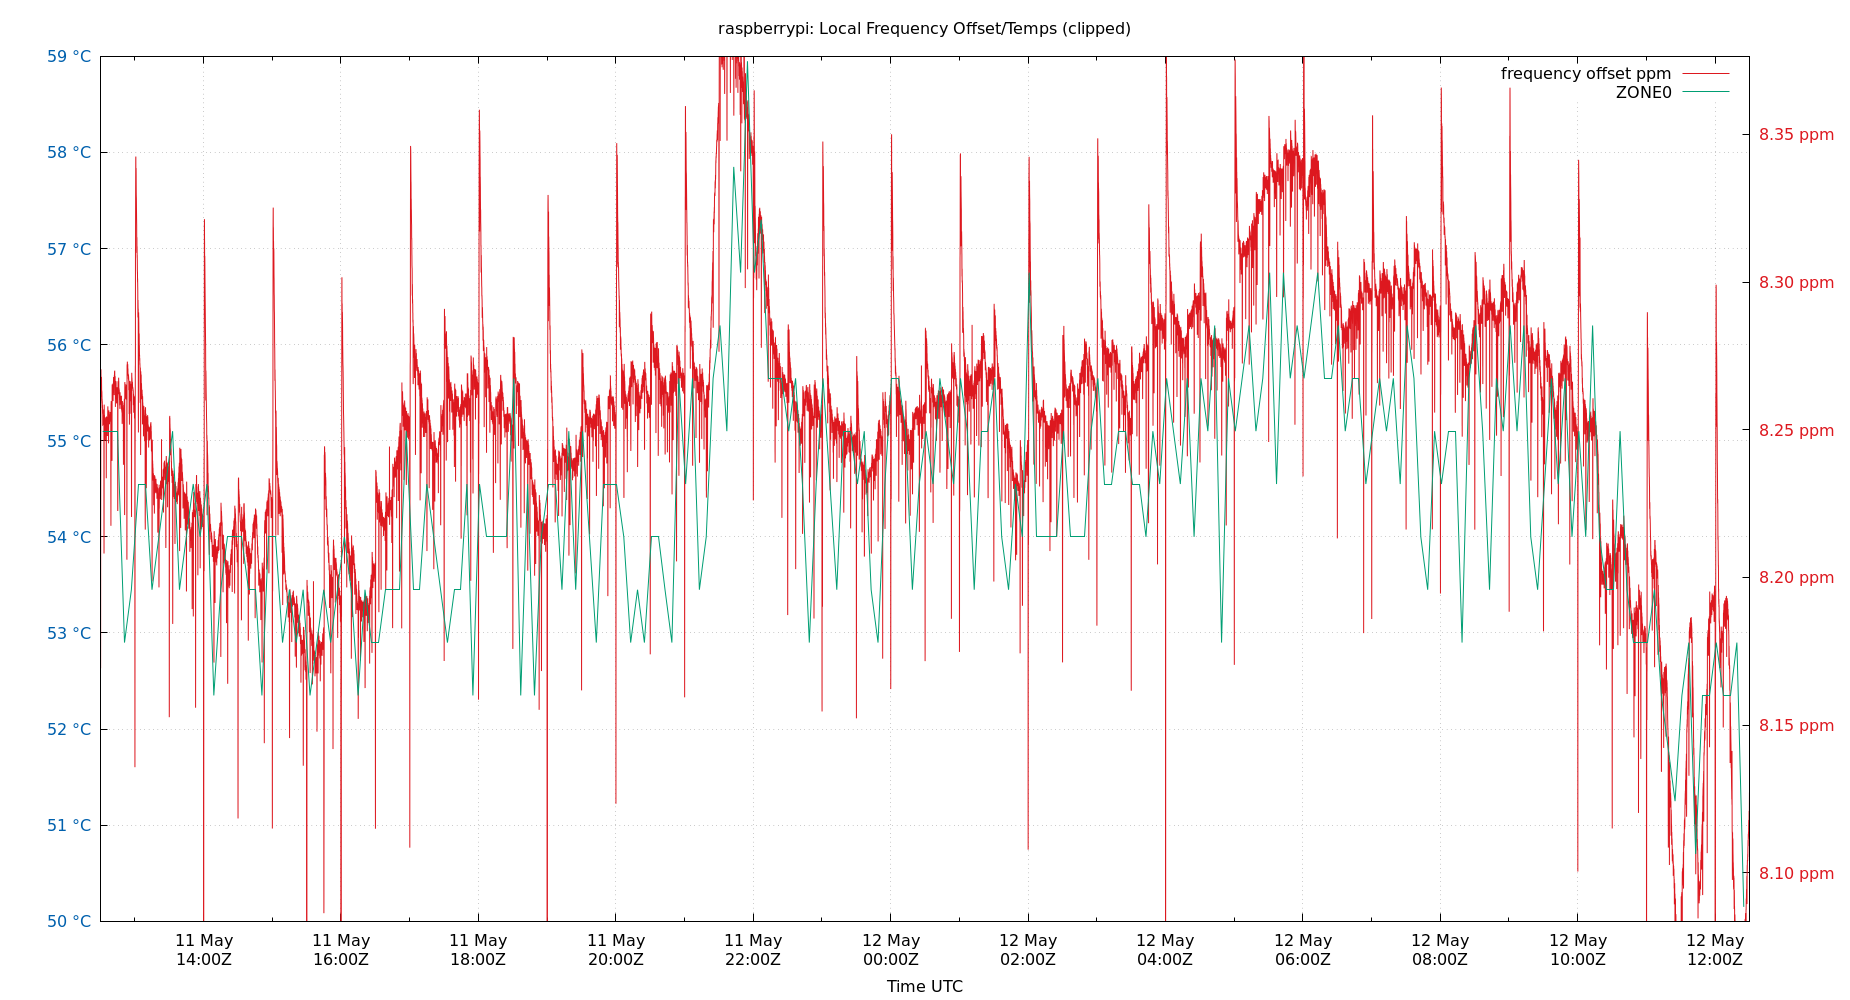 raspberrypi: Local Frequency Offset/Temps (clipped)
frequency offset ppm
ZONE0
59 °C
58 °C
57 °C
56 °C
55 °C
54 °C
53 °C
52 °C
51 °C
50 °C
8.35 ppm
8.30 ppm
8.25 ppm
8.20 ppm
8.15 ppm
8.10 ppm
11 May
14:00Z
11 May
16:00Z
11 May
18:00Z
11 May
20:00Z
11 May
22:00Z
12 May
00:00Z
12 May
02:00Z
12 May
04:00Z
12 May
06:00Z
12 May
08:00Z
12 May
10:00Z
12 May
12:00Z
Time UTC